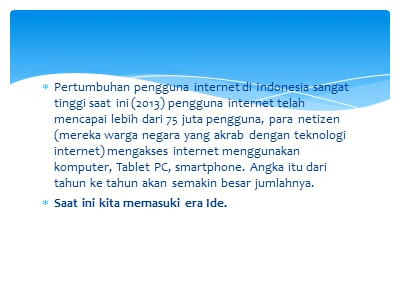 * Pertumbuhan pengguna internet di Indonesia sangat
tinggi saat ini (2013) pengguna internet telah
mencapai lebih dari 75 juta pengguna, para netizen
(mereka warga negara yang akrab dengan teknologi
internet) mengakses internet menggunakan
komputer, Tablet PC, smartphone. Angka itu dari
tahun ke tahun akan semakin besar jumlahnya.
* Saat ini kita memasuki era Ide.